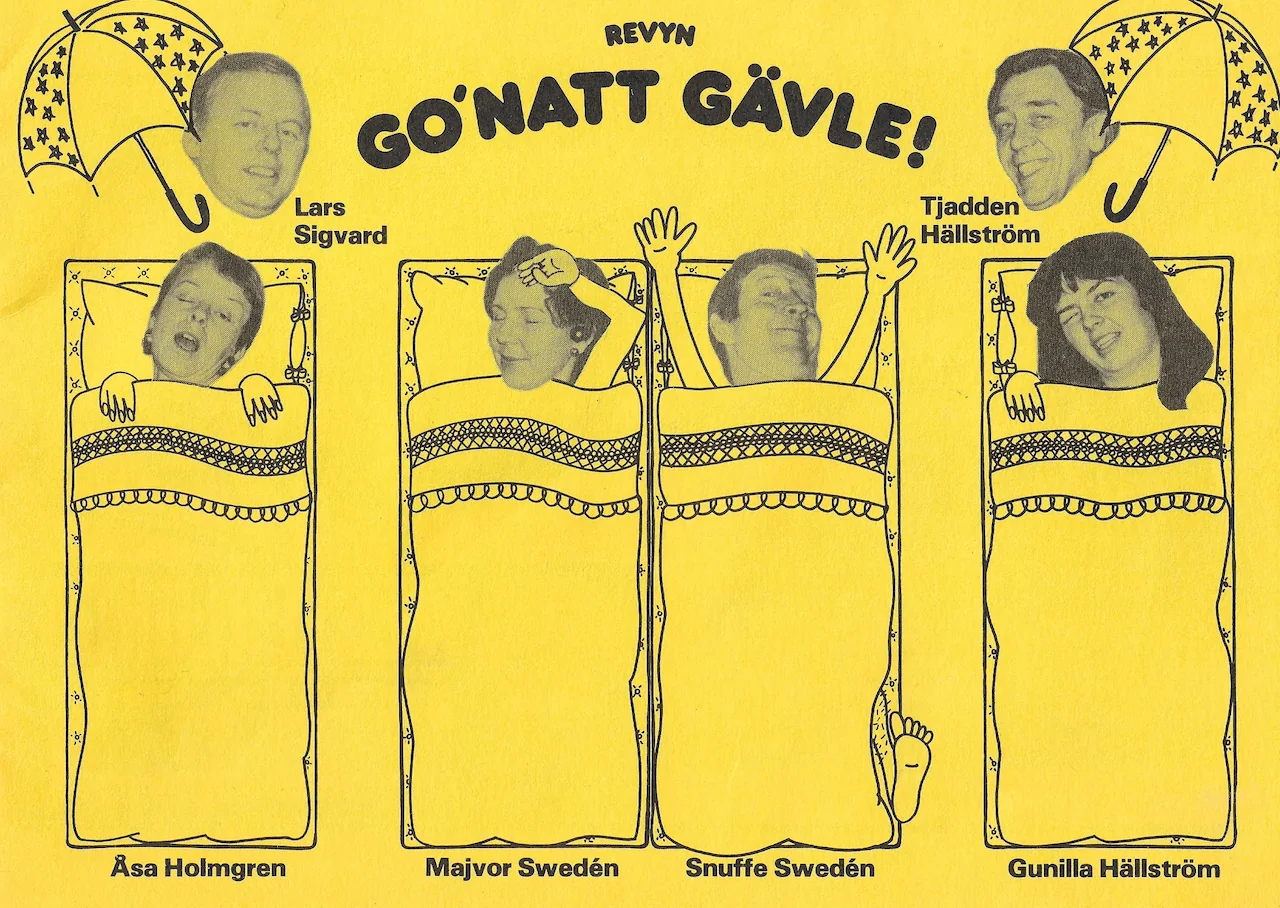 REVYN
GO'NATT GÄVLE!
Lars
Sigvard
Tjadden
Hällström
Åsa Holmgren
Majvor Swedén
Snuffe Swedén
Gunilla Hällström